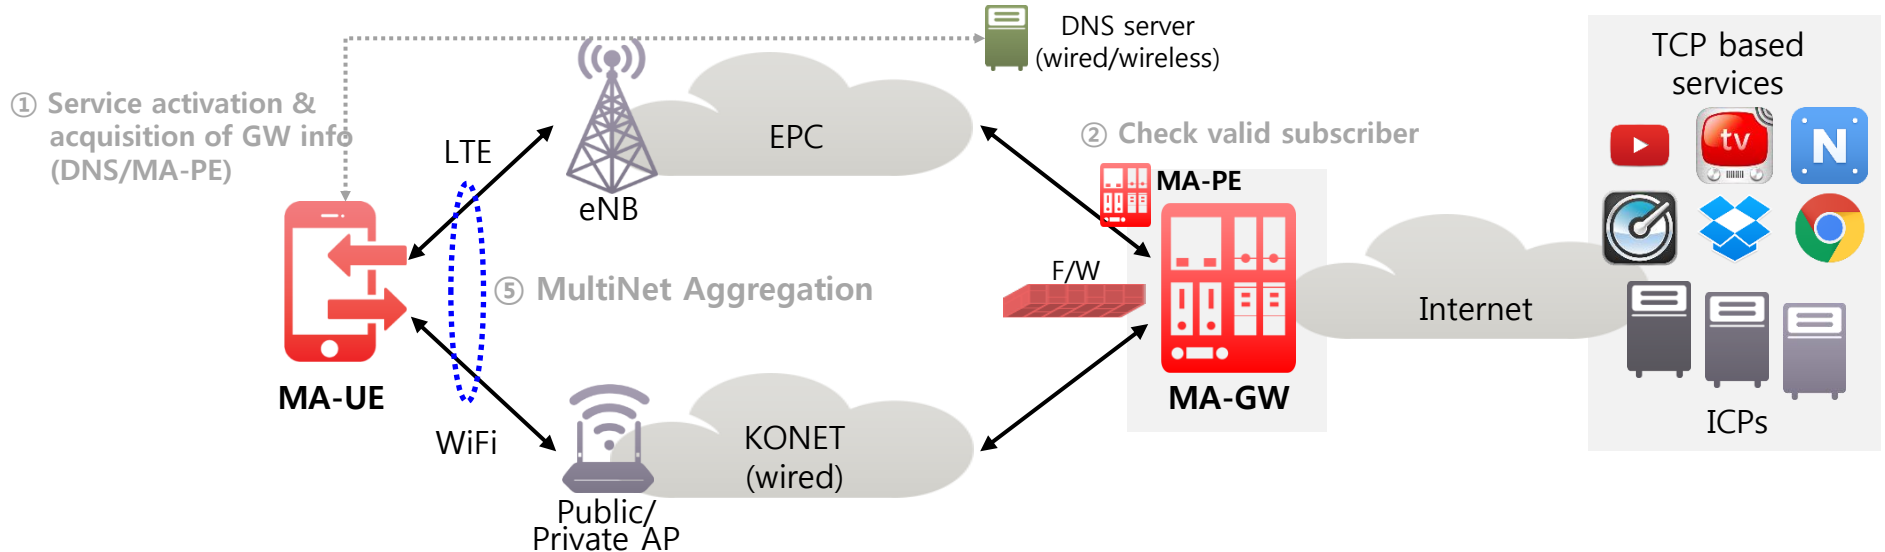 DNS server
(wired/wireless)
① Service activation &
acquisition of GW info
(DNS/MA-PE)
LTE
eNB
EPC
② Check valid subscriber
MA-PE
TCP based
services
tv
N
MA-UE
⑤ MultiNet Aggregation
F/W
MA-GW
Internet
ICPs
WiFi
Public/
Private AP
KONET
(wired)